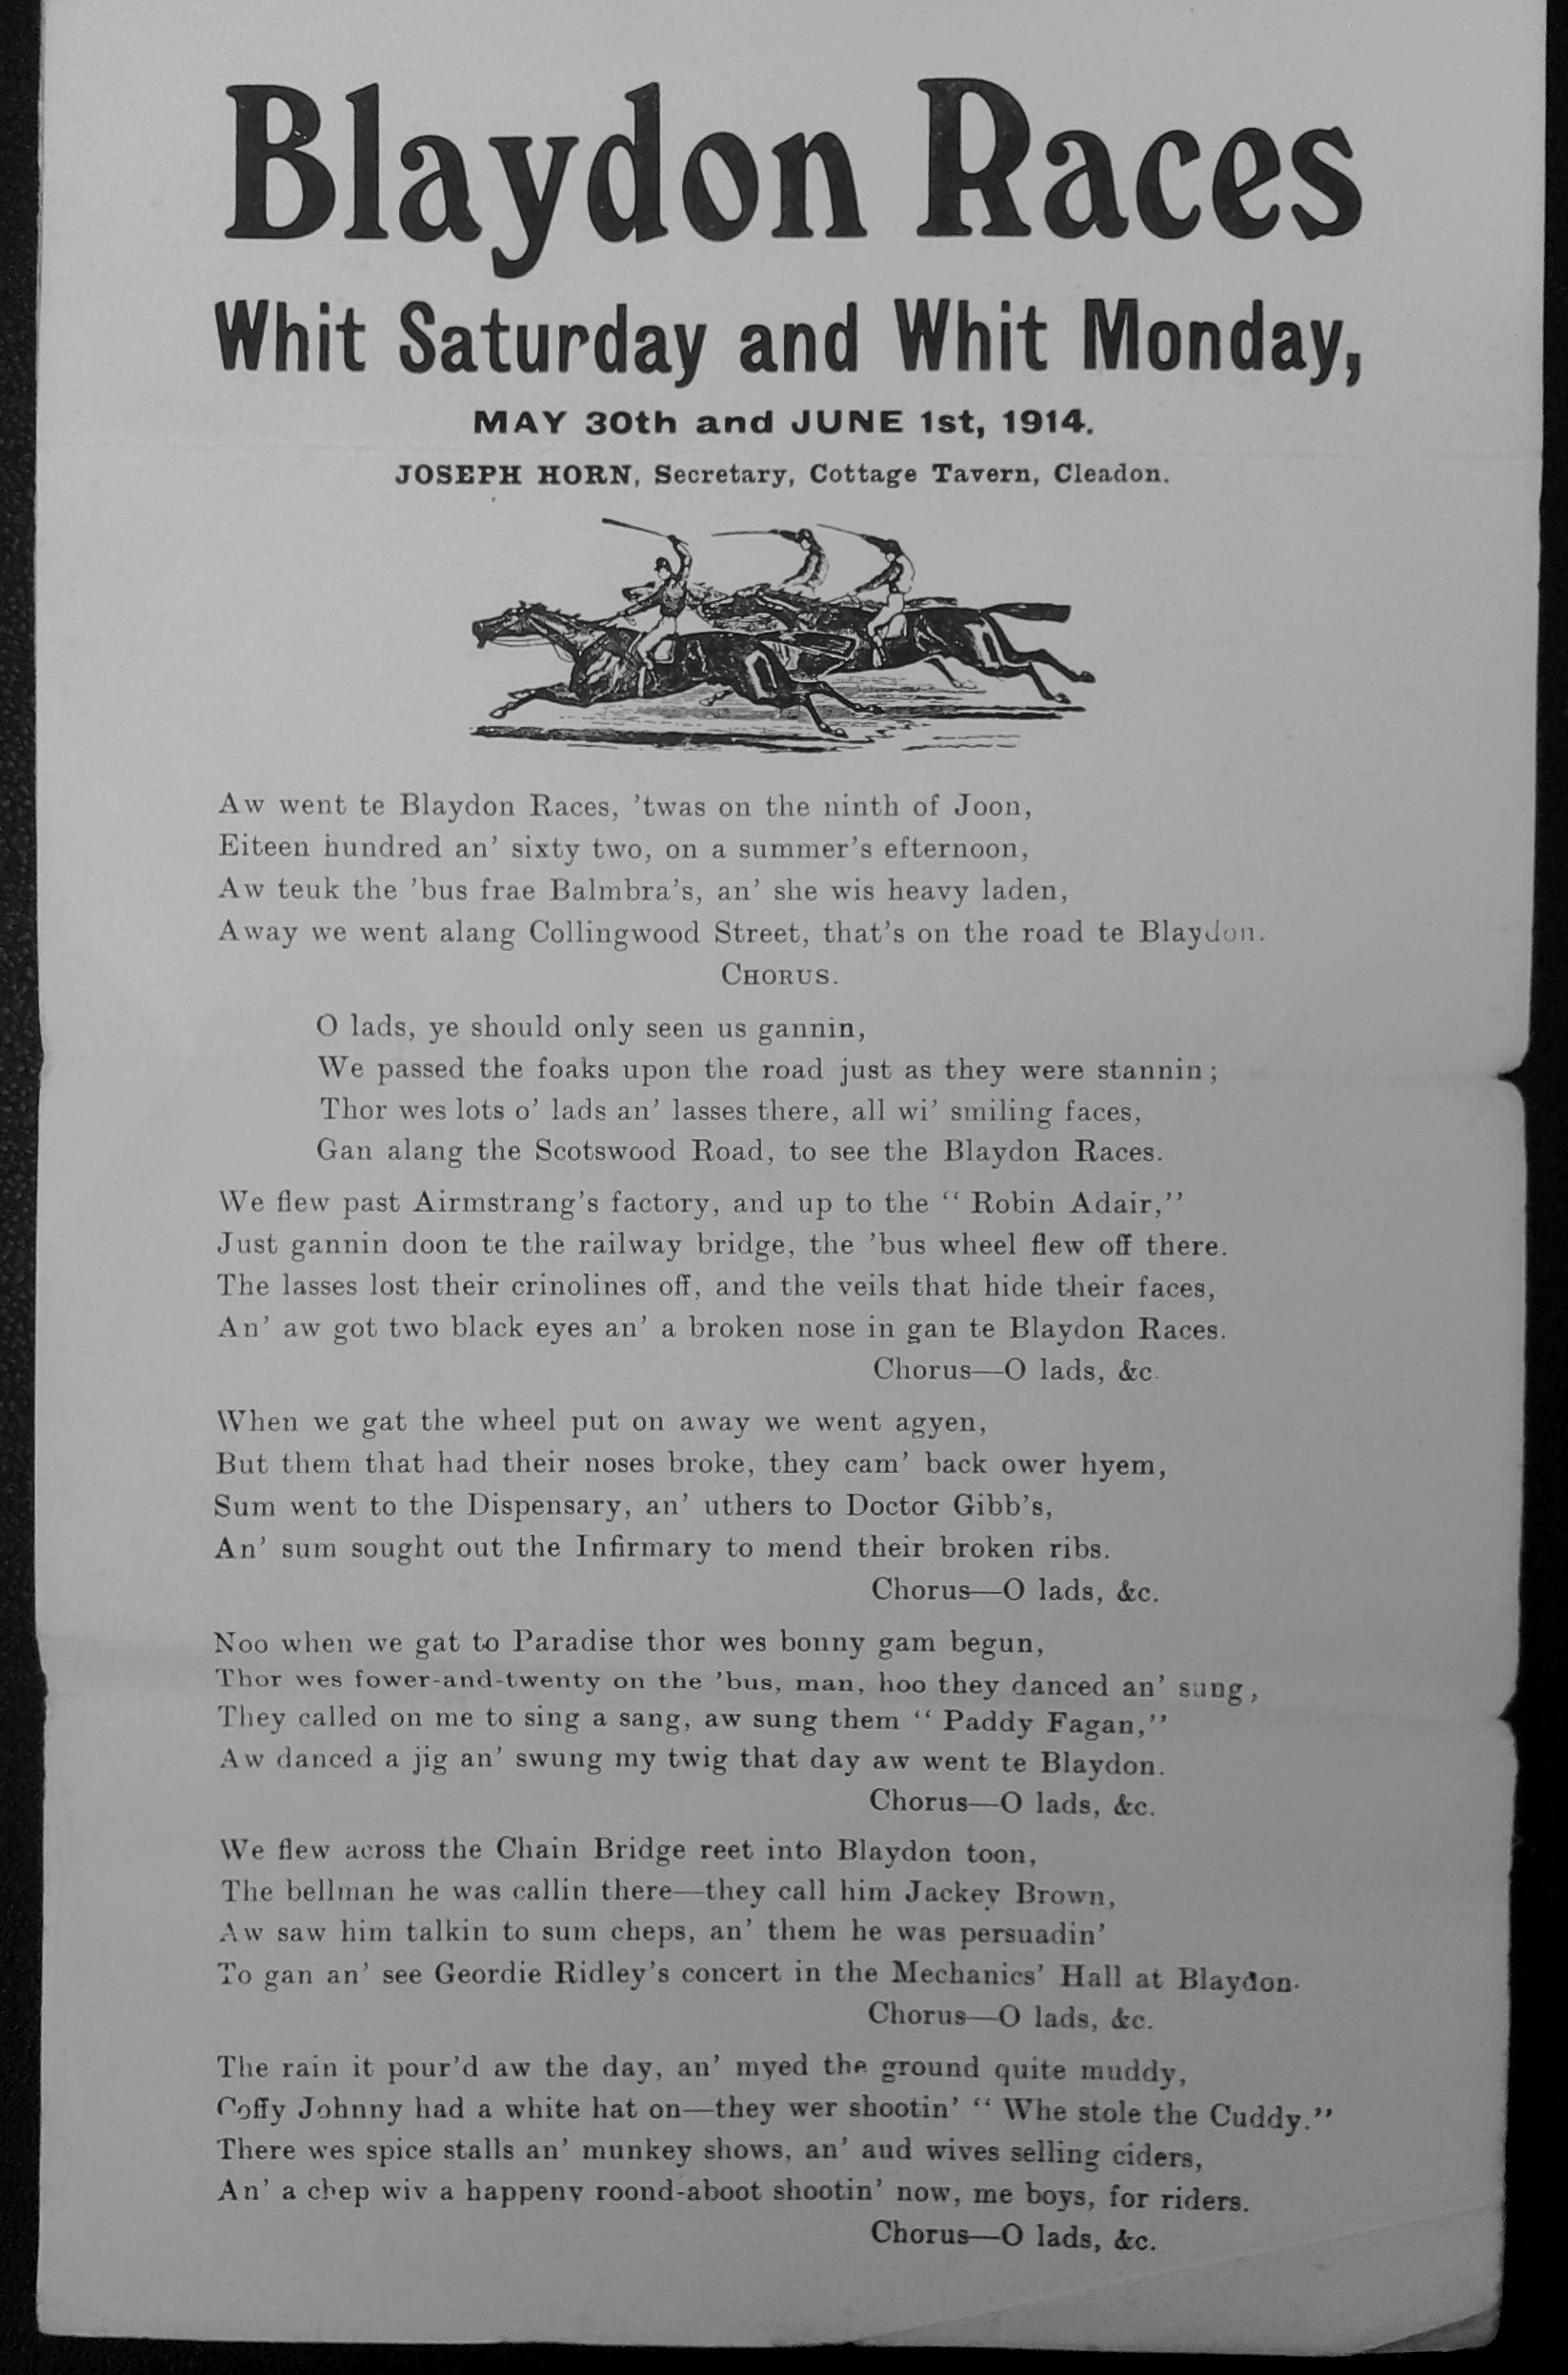 Blaydon Races
Whit Saturday and Whit Monday,
MAY 30th and JUNE 1st, 1914.
JOSEPH HORN, Secretary, Cottage Tavern, Cleadon.
Aw went te Blaydon Races, ’twas on the ninth of Joon,
Eiteen hundred an’ sixty two, on a summer’s efternoon,
Aw teuk the ’bus frae Balmbra’s, an’ she wis heavy laden,
Away we went alang Collingwood Street, that’s on the road te Blaydon.
CHORUS.
O lads, ye should only seen us gannin,
We passed the foaks upon the road just as they were stannin;
Thor wes lots o’ lads an’ lasses there, all wi’ smiling faces,
Gan alang the Scotswood Road, to see the Blaydon Races.
We flew past Airmstrang’s factory, and up to the “ Robin Adair,”
Just gannin doon te the railway bridge, the ’bus wheel flew off there.
The lasses lost their crinolines off, and the veils that hide their faces,
An’ aw got two black eyes an’ a broken nose in gan te Blaydon Races.
Chorus—O lads, &c.
When we gat the wheel put on away we went agyen,
But them that had their noses broke, they cam’ back ower hyem,
Sum went to the Dispensary, an’ uthers to Doctor Gibb’s,
An’ sum sought out the Infirmary to mend their broken ribs.
Chorus—O lads, &c.
Noo when we gat to Paradise thor wes bonny gam begun,
Thor wes fower-and-twenty on the ’bus, man, hoo they danced an’ sung,
They called on me to sing a sang, aw sung them “ Paddy Fagan,”
Aw danced a jig an’ swung my twig that day aw went te Blaydon.
Chorus—O lads, &c.
We flew across the Chain Bridge reet into Blaydon toon,
The bellman he was callin there—they call him Jackey Brown,
Aw saw him talkin to sum cheps, an’ them he was persuadin’
To gan an’ see Geordie Ridley’s concert in the Mechanics’ Hall at Blaydon.
Chorus—O lads, &c.
The rain it pour’d aw the day, an’ myed the ground quite muddy,
Coffy Johnny had a white hat on—they wer shootin’ “ Whe stole the Cuddy.”
There wes spice stalls an’ munkey shows, an’ aud wives selling ciders,
An’ a chep wiv a happeny roond-aboot shootin’ now, me boys, for riders.
Chorus—O lads, &c.